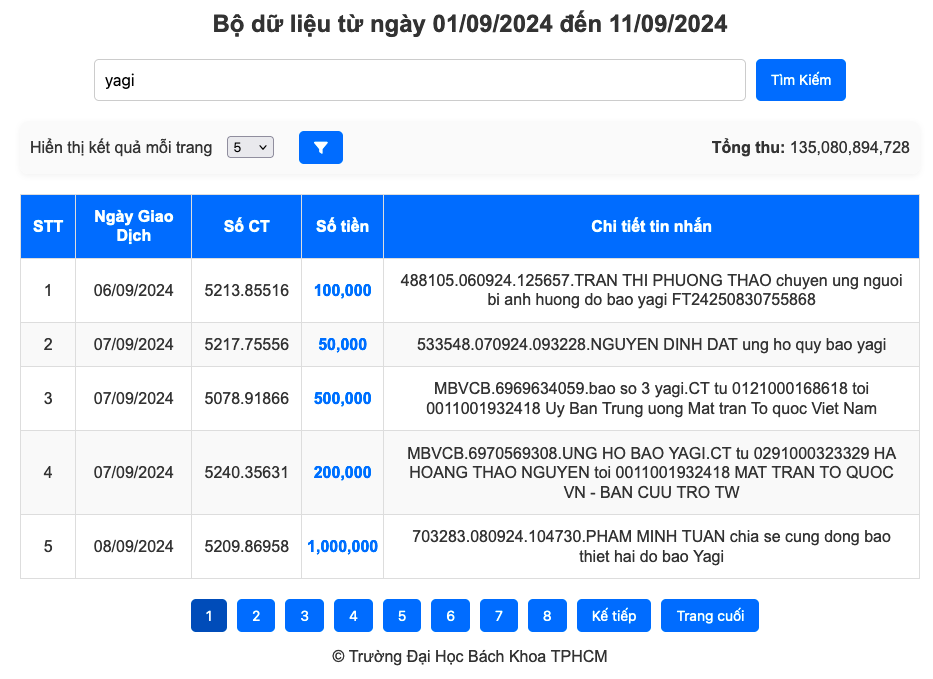 Bộ dữ liệu từ ngày 01/09/2024 đến 11/09/2024
yagi
Tìm Kiếm
Hiển thị kết quả mỗi trang 5
Tổng thu: 135,080,894,728
STT
Ngày Giao
Dịch
Số CT
Số tiền
Chi tiết tin nhắn
1
06/09/2024
5213.85516
100,000
488105.060924.125657.TRAN THI PHUONG THAO chuyen ung nguoi
bi anh huong do bao yagi FT24250830755868
2
07/09/2024
5217.75556
50,000
533548.070924.093228.NGUYEN DINH DAT ung ho quy bao yagi
3
07/09/2024
5078.91866
500,000
MBVCB.6969634059.bao so 3 yagi.CT tu 0121000168618 toi
0011001932418 Uy Ban Trung uong Mat tran To quoc Viet Nam
4
07/09/2024
5240.35631
200,000
MBVCB.6970569308.UNG HO BAO YAGI.CT tu 0291000323329 HA
HOANG THAO NGUYEN toi 0011001932418 MAT TRAN TO QUOC
VN - BAN CUU TRO TW
5
08/09/2024
5209.86958
1,000,000
703283.080924.104730.PHAM MINH TUAN chia se cung dong bao
thiet hai do bao Yagi
1 2 3 4 5 6 7 8 Kế tiếp Trang cuối
© Trường Đại Học Bách Khoa TPHCM